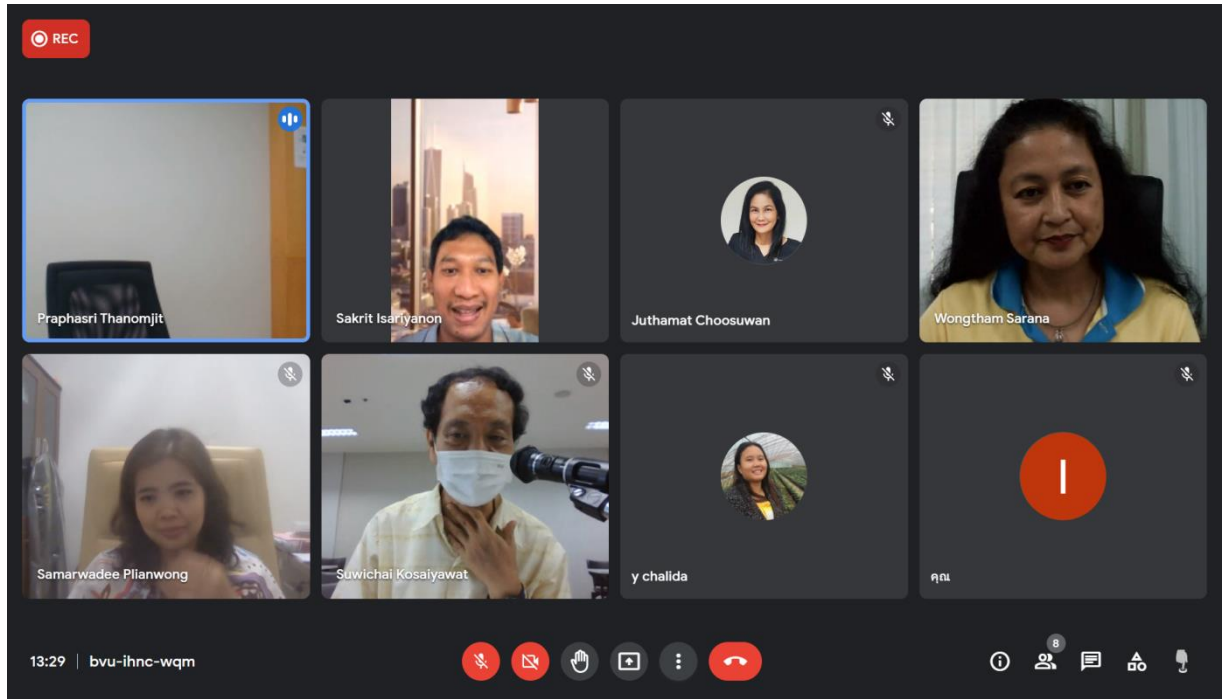 REC
Praphasri Thanomjit
Sakrit Isariyanon
Juthamat Choosuwan
Wongtham Sarana
Samarwadee Plianwong
Suwichai Kosaiyawat
y chalida
I
คุณ
13:29 | bvu-ihnc-wqm
8